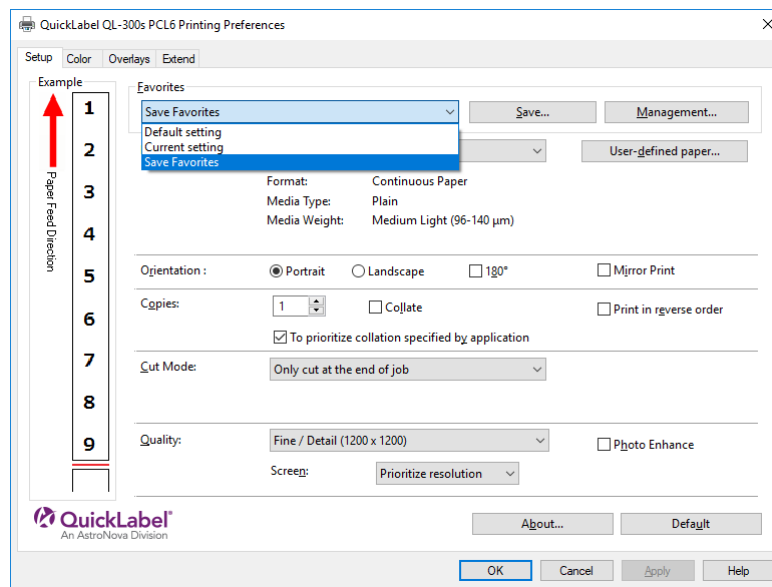 QuickLabel QL-300s PCL6 Printing Preferences
Setup Color Overlays Extend
Example
1
2
3
4
5
6
7
8
9
Paper Feed Direction
Favorites
Save Favorites Save... Management...
Default setting
Current setting
Save Favorites
User-defined paper...
Format: Continuous Paper
Media Type: Plain
Media Weight: Medium Light (96-140 μm)
Orientation : Portrait Landscape 180° Mirror Print
Copies: 1 Collate Print in reverse order
To prioritize collation specified by application
Cut Mode: Only cut at the end of job
Quality: Fine / Detail (1200 x 1200) Photo Enhance
Screen: Prioritize resolution
QuickLabel®
An AstroNova Division
About... Default
OK Cancel Apply Help